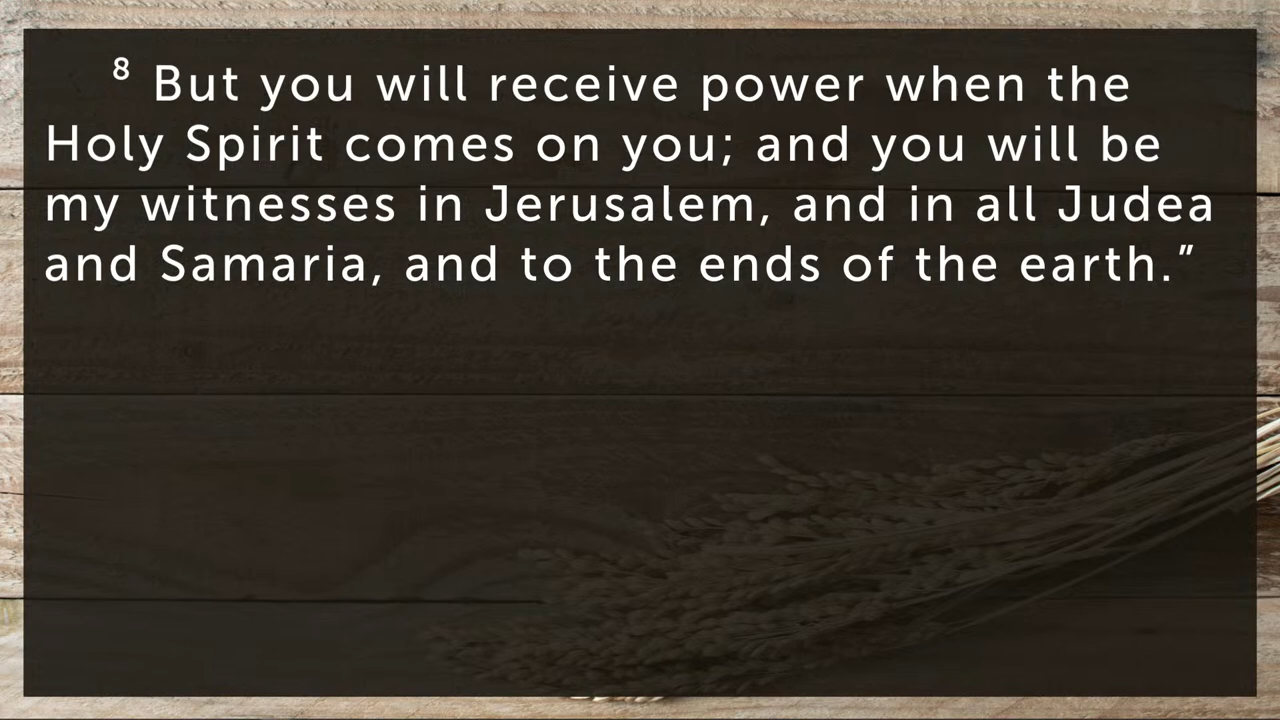 8 But you will receive power when the
Holy Spirit comes on you; and you will be
my witnesses in Jerusalem, and in all Judea
and Samaria, and to the ends of the earth.”